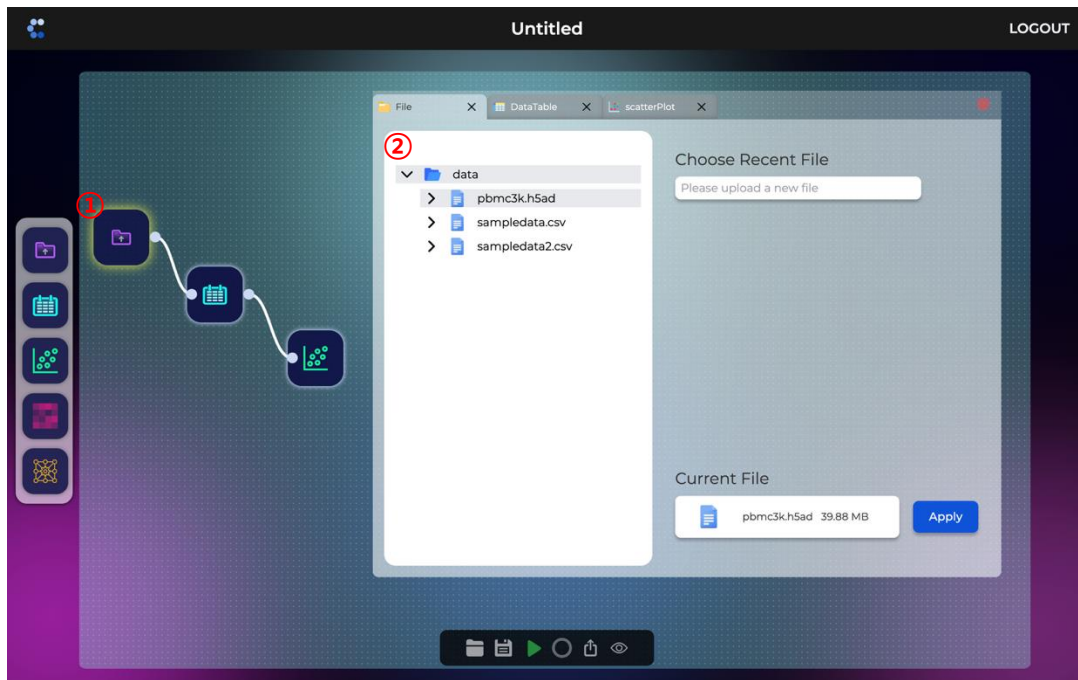 Untitled
LOGOUT
File
DataTable
scatterPlot
①
②
data
pbmc3k.h5ad
sampledata.csv
sampledata2.csv
Choose Recent File
Please upload a new file
Current File
pbmc3k.h5ad 39.88 MB
Apply